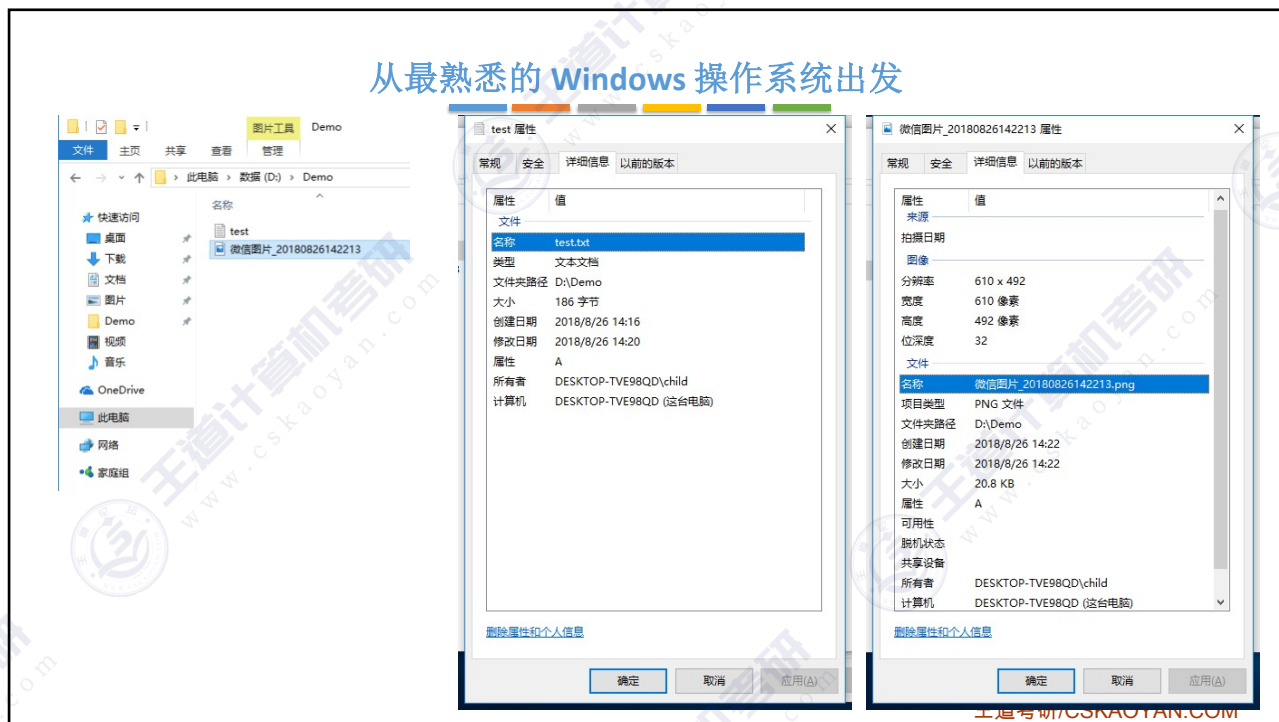 从最熟悉的 Windows 操作系统出发
图片工具 Demo
文件 主页 共享 查看 管理
此电脑 > 数据 (D:) > Demo
名称
快速访问
桌面
下载
文档
图片
Demo
视频
音乐
OneDrive
此电脑
网络
家庭组
test
微信图片_20180826142213
test 属性
常规 安全 详细信息 以前的版本
属性 值
文件
名称 test.txt
类型 文本文档
文件夹路径 D:\Demo
大小 186 字节
创建日期 2018/8/26 14:16
修改日期 2018/8/26 14:20
属性 A
所有者 DESKTOP-TVE98QD\child
计算机 DESKTOP-TVE98QD (这台电脑)
删除属性和个人信息
确定 取消 应用(A)
微信图片_20180826142213 属性
常规 安全 详细信息 以前的版本
属性 值
来源
拍摄日期
图像
分辨率 610 x 492
宽度 610 像素
高度 492 像素
位深度 32
文件
名称 微信图片_20180826142213.png
项目类型 PNG 文件
文件夹路径 D:\Demo
创建日期 2018/8/26 14:22
修改日期 2018/8/26 14:22
大小 20.8 KB
属性 A
可用性
脱机状态
共享设备
所有者 DESKTOP-TVE98QD\child
计算机 DESKTOP-TVE98QD (这台电脑)
删除属性和个人信息
确定 取消 应用(A)
王道考研/CSKAOYAN.COM
王道计算机考研
www.cskaoyan.com